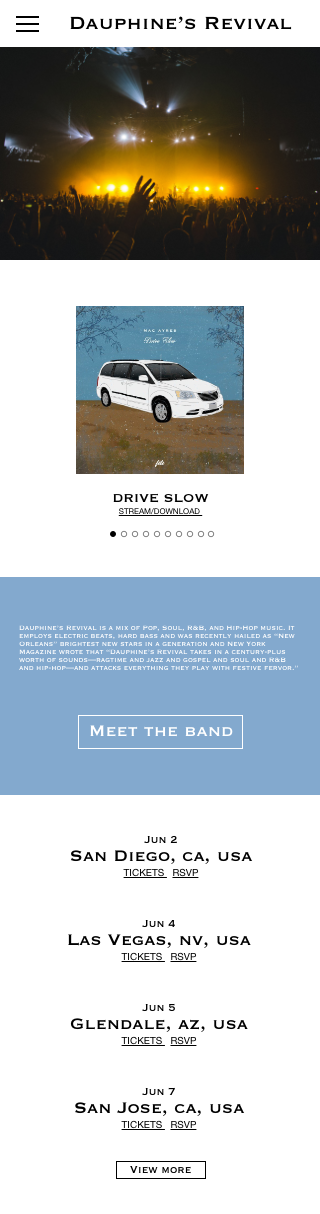 Dauphine's Revival
MAC AYRES
Drive Slow
DRIVE SLOW
STREAM/DOWNLOAD
Dauphine's Revival is a mix of Pop, Soul, R&B, and Hip-Hop music. It
employs electric beats, hard bass and was recently hailed as "New
Orleans" brightest new stars in a generation and New York
Magazine wrote that "Dauphine's Revival takes in a century-plus
worth of sounds—ragtime and jazz and gospel and soul and R&B
and hip-hop—and attacks everything they play with festive fervor."
Meet the band
Jun 2
San Diego, CA, USA
TICKETS RSVP
Jun 4
Las Vegas, NV, USA
TICKETS RSVP
Jun 5
Glendale, AZ, USA
TICKETS RSVP
Jun 7
San Jose, CA, USA
TICKETS RSVP
View more